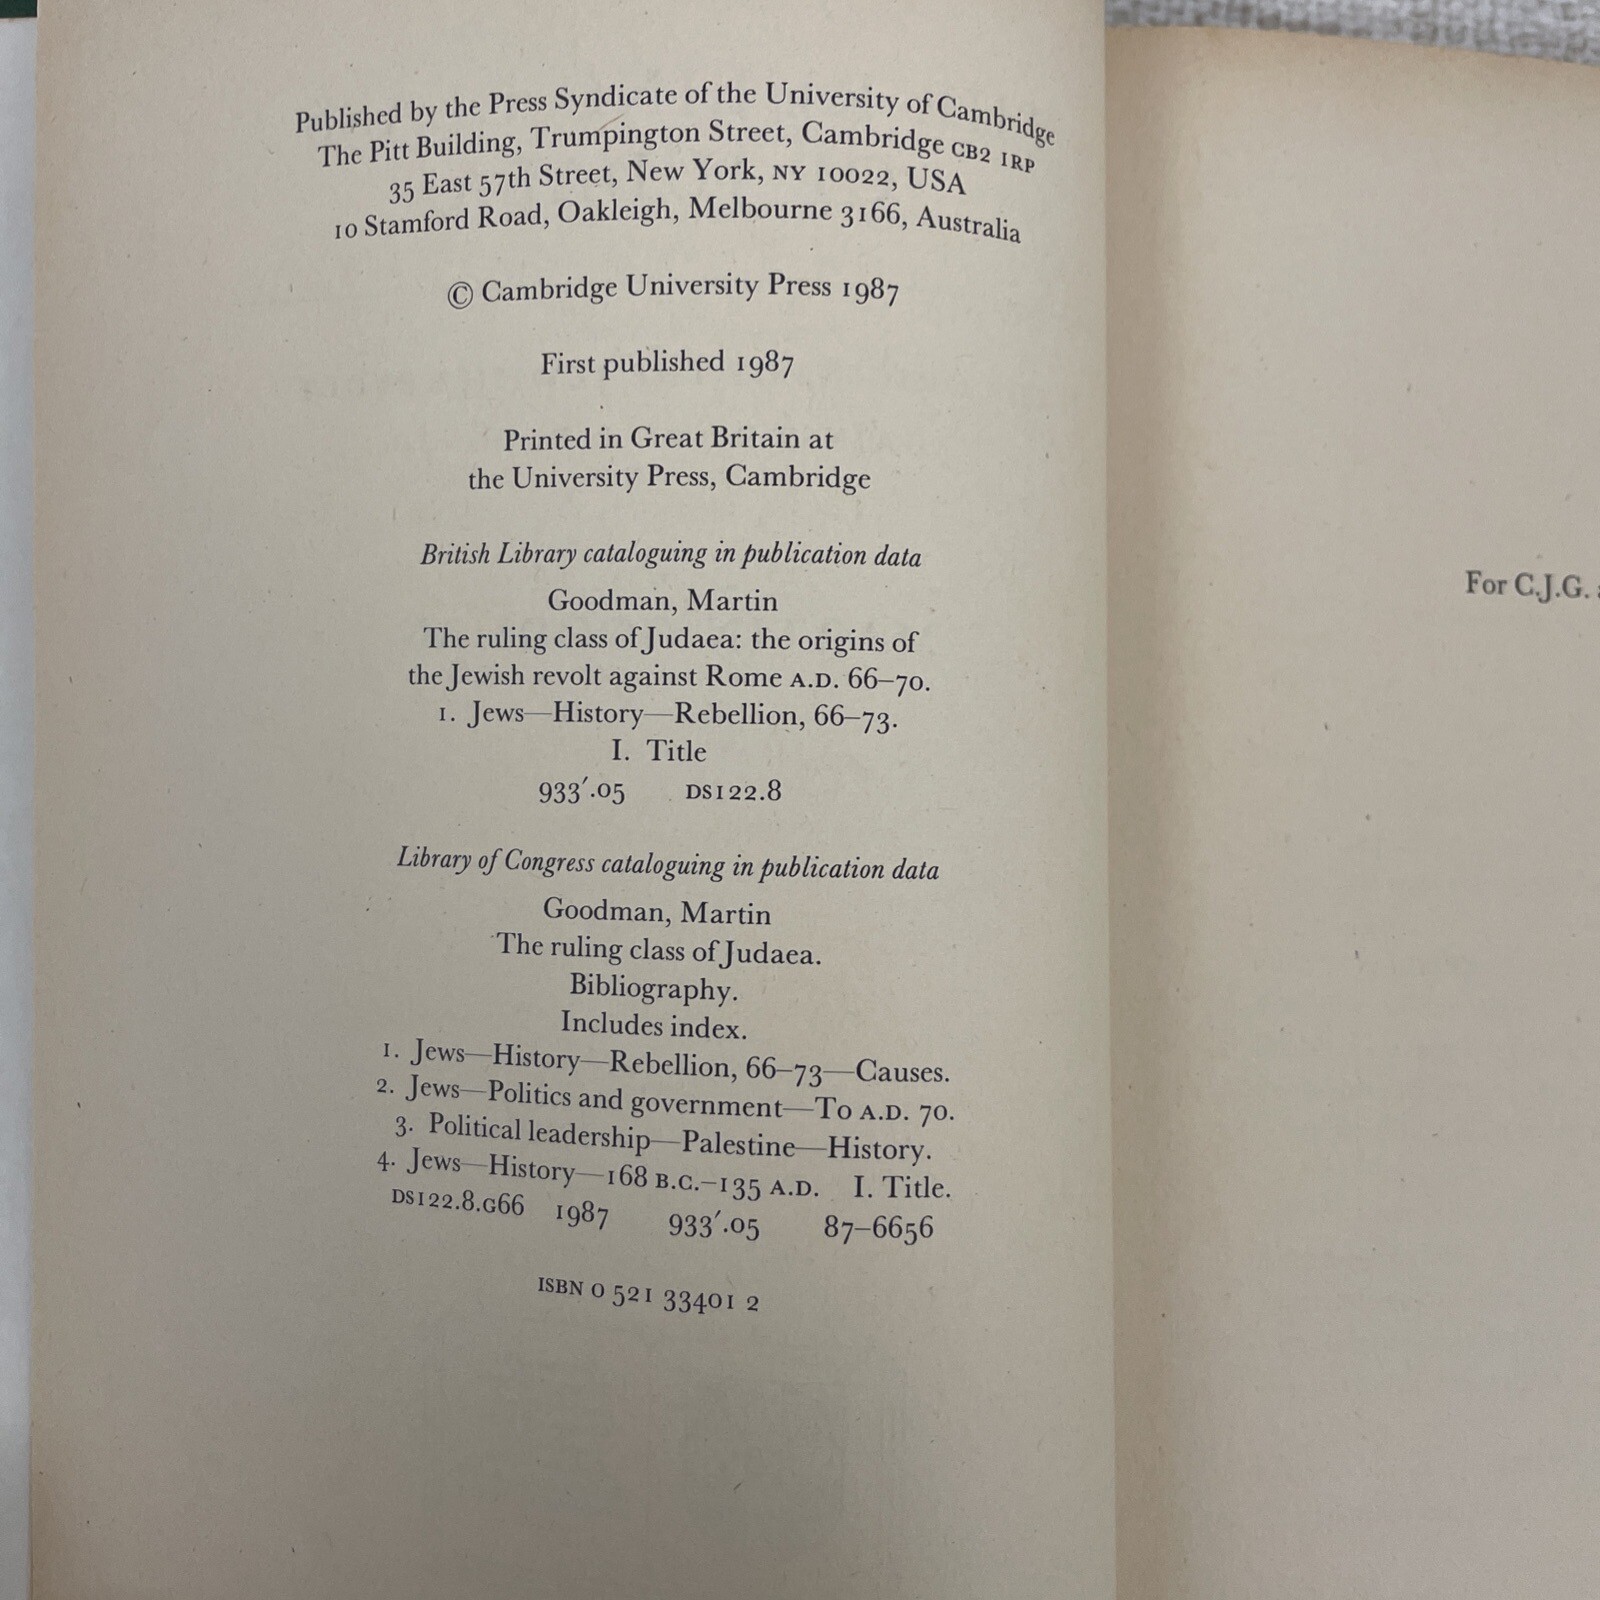 Published by the Press Syndicate of the University of Cambridge
The Pitt Building, Trumpington Street, Cambridge CB2 1RP
35 East 57th Street, New York, NY 10022, USA
10 Stamford Road, Oakleigh, Melbourne 3166, Australia
© Cambridge University Press 1987
First published 1987
Printed in Great Britain at
the University Press, Cambridge
British Library cataloguing in publication data
Goodman, Martin
The ruling class of Judaea: the origins of
the Jewish revolt against Rome A.D. 66–70.
1. Jews—History—Rebellion, 66–73.
I. Title
933′.05 DS122.8
Library of Congress cataloguing in publication data
Goodman, Martin
The ruling class of Judaea.
Bibliography.
Includes index.
1. Jews—History—Rebellion, 66–73—Causes.
2. Jews—Politics and government—To A.D. 70.
3. Political leadership—Palestine—History.
4. Jews—History—168 B.C.–135 A.D. I. Title.
DS122.8.G66 1987 933′.05 87–6656
ISBN 0 521 33401 2
For C.J.G.